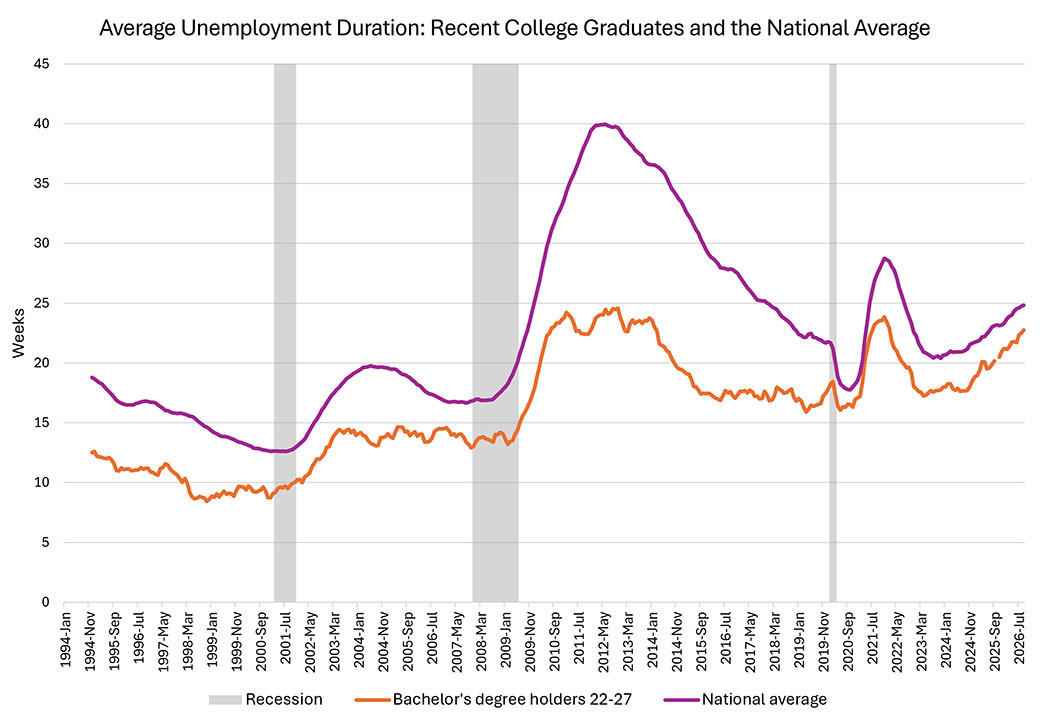 Average Unemployment Duration: Recent College Graduates and the National Average
Weeks
45
40
35
30
25
20
15
10
5
0
1994-Jan
1994-Nov
1995-Sep
1996-Jul
1997-May
1998-Mar
1999-Jan
1999-Nov
2000-Sep
2001-Jul
2002-May
2003-Mar
2004-Jan
2004-Nov
2005-Sep
2006-Jul
2007-May
2008-Mar
2009-Jan
2009-Nov
2010-Sep
2011-Jul
2012-May
2013-Mar
2014-Jan
2014-Nov
2015-Sep
2016-Jul
2017-May
2018-Mar
2019-Jan
2019-Nov
2020-Sep
2021-Jul
2022-May
2023-Mar
2024-Jan
2024-Nov
2025-Sep
2026-Jul
Recession
Bachelor's degree holders 22-27
National average